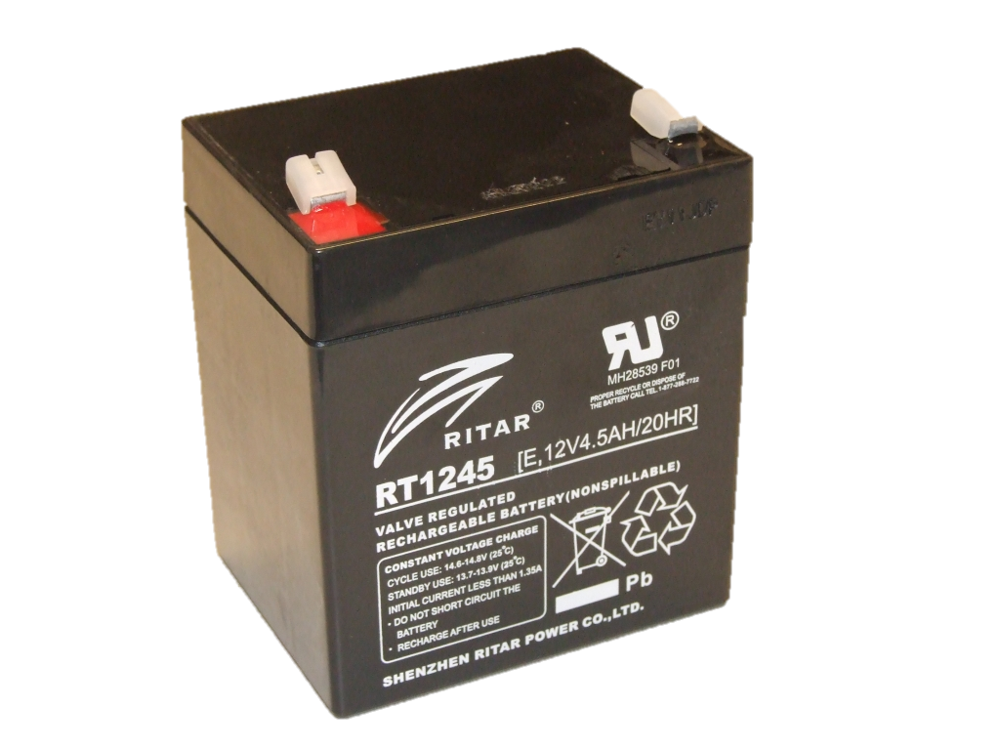 RU®
MH28539 F01
PROPER RECYCLE OR DISPOSE OF
THE BATTERY CALL TEL. 1-877-288-7722
RITAR®
RT1245 [E,12V4.5AH/20HR]
VALVE REGULATED
RECHARGEABLE BATTERY(NONSPILLABLE)
CONSTANT VOLTAGE CHARGE
CYCLE USE: 14.6-14.8V (25°C)
STANDBY USE: 13.7-13.9V (25°C)
INITIAL CURRENT LESS THAN 1.35A
• DO NOT SHORT CIRCUIT THE
BATTERY
• RECHARGE AFTER USE
Pb
SHENZHEN RITAR POWER CO.,LTD.